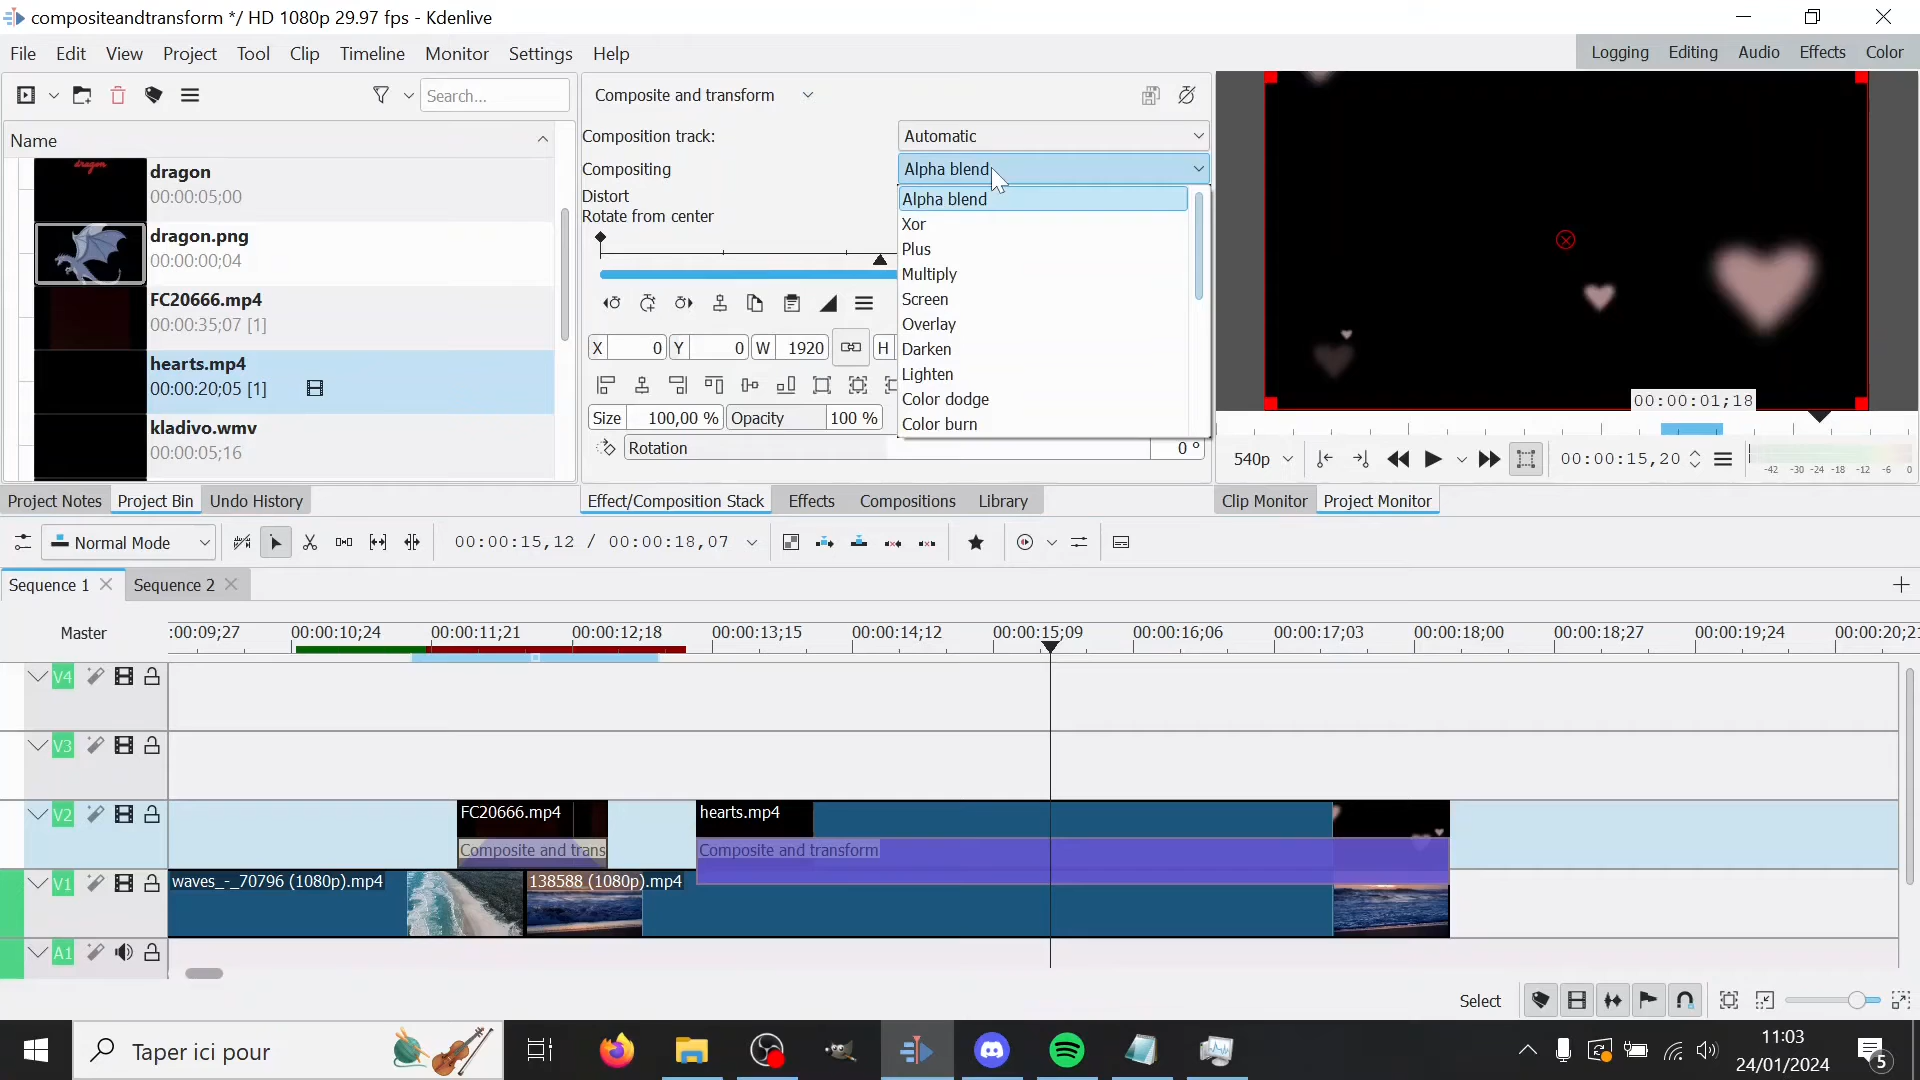 compositeandtransform */ HD 1080p 29.97 fps - Kdenlive
File Edit View Project Tool Clip Timeline Monitor Settings Help
Logging Editing Audio Effects Color
Search...
Name
dragon
00:00:05;00
dragon.png
00:00:00;04
FC20666.mp4
00:00:35;07 [1]
hearts.mp4
00:00:20;05 [1]
kladivo.wmv
00:00:05;16
Composite and transform
Composition track:
Automatic
Compositing
Alpha blend
Distort
Rotate from center
Alpha blend
Xor
Plus
Multiply
Screen
Overlay
Darken
Lighten
Color dodge
Color burn
X 0 Y 0 W 1920 H
Size 100,00 % Opacity 100 %
Rotation 0 °
00:00:01;18
540p
00:00:15,20
-42 -30 -24 -18 -12 -6 0
Project Notes Project Bin Undo History
Effect/Composition Stack Effects Compositions Library
Clip Monitor Project Monitor
Normal Mode
00:00:15,12 / 00:00:18,07
Sequence 1 Sequence 2
Master
:00:09;27 00:00:10;24 00:00:11;21 00:00:12;18 00:00:13;15 00:00:14;12 00:00:15;09 00:00:16;06 00:00:17;03 00:00:18;00 00:00:18;27 00:00:19;24 00:00:20;21
V4
V3
V2
FC20666.mp4
hearts.mp4
Composite and trans
Composite and transform
V1
waves_-_70796 (1080p).mp4
138588 (1080p).mp4
A1
Select
Taper ici pour
11:03
24/01/2024
5